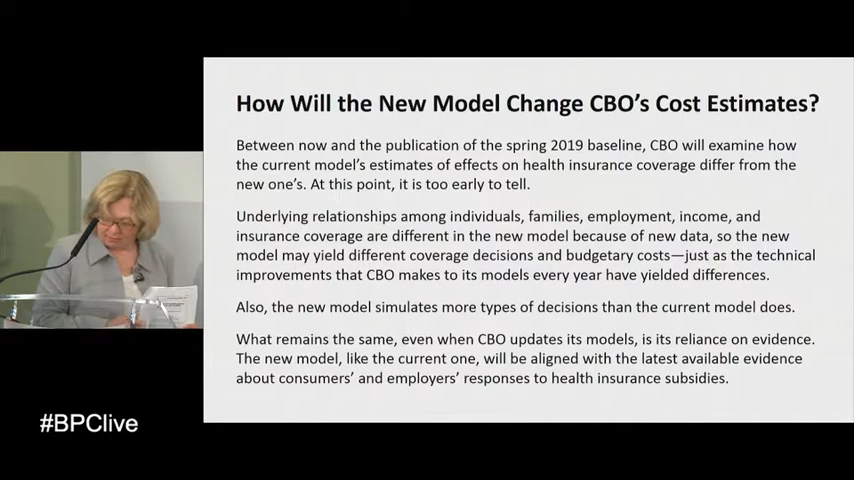 How Will the New Model Change CBO's Cost Estimates?
Between now and the publication of the spring 2019 baseline, CBO will examine how
the current model's estimates of effects on health insurance coverage differ from the
new one's. At this point, it is too early to tell.
Underlying relationships among individuals, families, employment, income, and
insurance coverage are different in the new model because of new data, so the new
model may yield different coverage decisions and budgetary costs—just as the technical
improvements that CBO makes to its models every year have yielded differences.
Also, the new model simulates more types of decisions than the current model does.
What remains the same, even when CBO updates its models, is its reliance on evidence.
The new model, like the current one, will be aligned with the latest available evidence
about consumers' and employers' responses to health insurance subsidies.
#BPClive